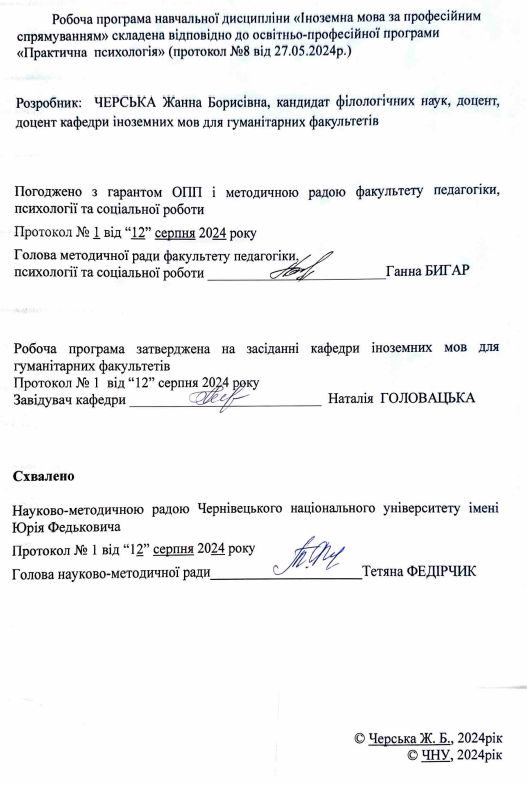 Робоча програма навчальної дисципліни «Іноземна мова за професійним
спрямуванням» складена відповідно до освітньо-професійної програми
«Практична психологія» (протокол №8 від 27.05.2024р.)
Розробник: ЧЕРСЬКА Жанна Борисівна, кандидат філологічних наук, доцент,
доцент кафедри іноземних мов для гуманітарних факультетів
Погоджено з гарантом ОПП і методичною радою факультету педагогіки,
психології та соціальної роботи
Протокол № 1 від “12” серпня 2024 року
Голова методичної ради факультету педагогіки,
психології та соціальної роботи __________________________Ганна БИГАР
Робоча програма затверджена на засіданні кафедри іноземних мов для
гуманітарних факультетів
Протокол № 1 від “12” серпня 2024 року
Завідувач кафедри ____________________________ Наталія ГОЛОВАЦЬКА
Схвалено
Науково-методичною радою Чернівецького національного університету імені
Юрія Федьковича
Протокол № 1 від “12” серпня 2024 року
Голова науково-методичної ради______________________Тетяна ФЕДІРЧИК
© Черська Ж. Б., 2024рік
© ЧНУ, 2024рік